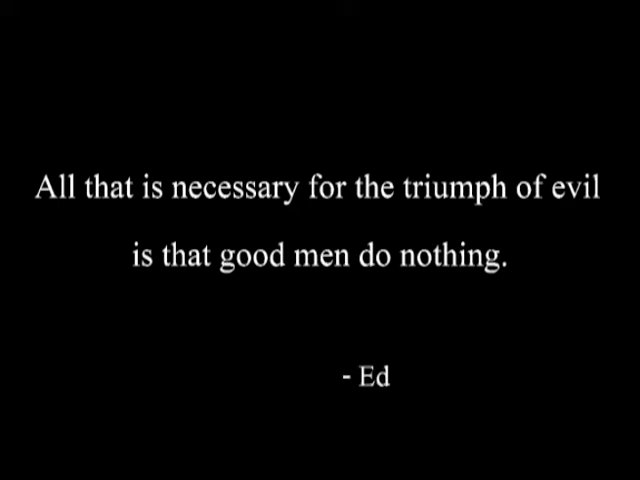 All that is necessary for the triumph of evil
is that good men do nothing.
- Ed